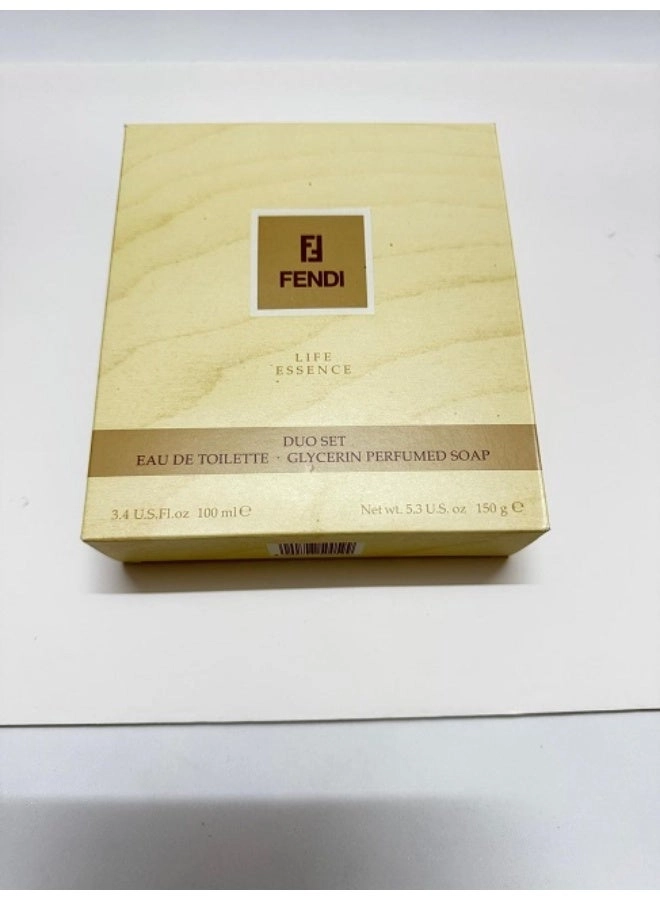 FENDI
LIFE
ESSENCE
DUO SET
EAU DE TOILETTE · GLYCERIN PERFUMED SOAP
3.4 U.S.Fl.oz 100 ml ℮ Net wt. 5.3 U.S. oz 150 g ℮